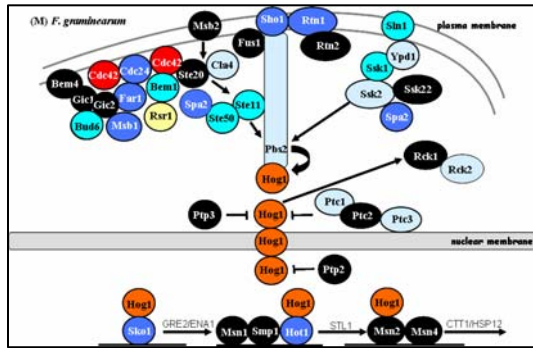 (M) F. graminearum
Msb2
Sho1
Rtn1
Sln1
plasma membrane
Fus1
Rtn2
Ypd1
Cdc42
Cdc24
Cdc42
Ste20
Cla4
Ssk1
Bem4
Bem1
Ssk2
Ssk22
Gic1
Gic2
Far1
Spa2
Ste11
Spa2
Bud6
Msb1
Rsr1
Ste50
Pbs2
Hog1
Rck1
Rck2
Ptp3
Hog1
Ptc1
Ptc2
Ptc3
Hog1
nuclear membrane
Hog1
Ptp2
Hog1
Hog1
Hog1
Sko1
GRE2/ENA1
Msn1
Smp1
Hot1
STL1
Msn2
Msn4
CTT1/HSP12